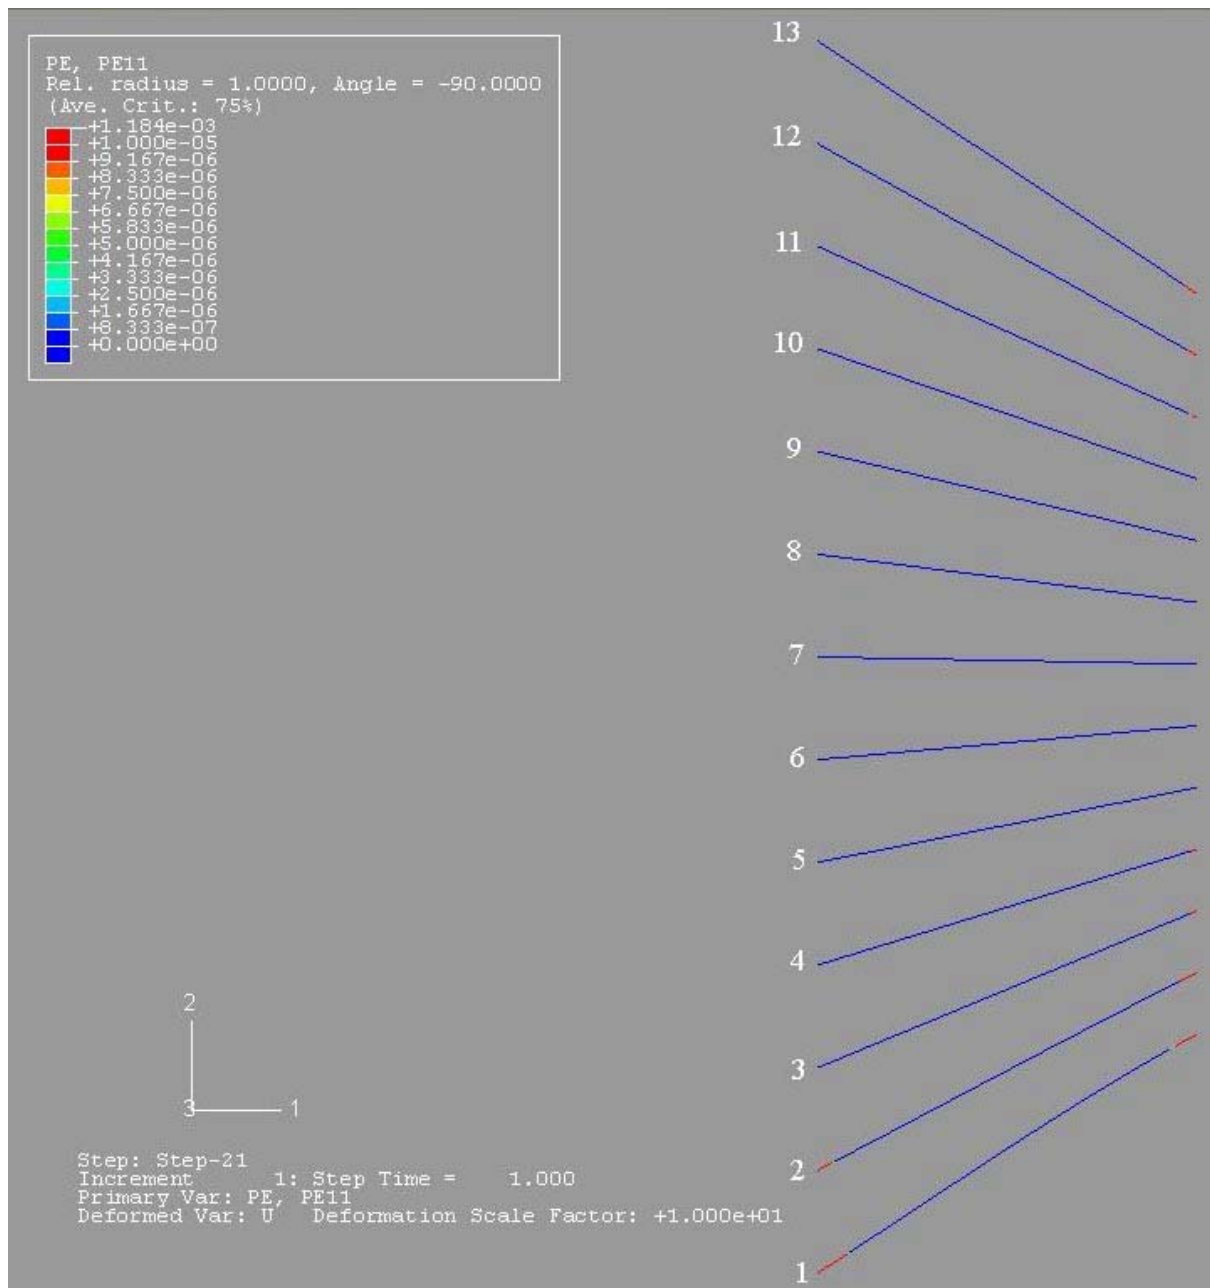 PE, PE11
Rel. radius = 1.0000, Angle = -90.0000
(Ave. Crit.: 75%)
+1.184e-03
+1.000e-05
+9.167e-06
+8.333e-06
+7.500e-06
+6.667e-06
+5.833e-06
+5.000e-06
+4.167e-06
+3.333e-06
+2.500e-06
+1.667e-06
+8.333e-07
+0.000e+00
13
12
11
10
9
8
7
6
5
4
3
2
1
2
3
1
Step: Step-21
Increment 1: Step Time = 1.000
Primary Var: PE, PE11
Deformed Var: U Deformation Scale Factor: +1.000e+01